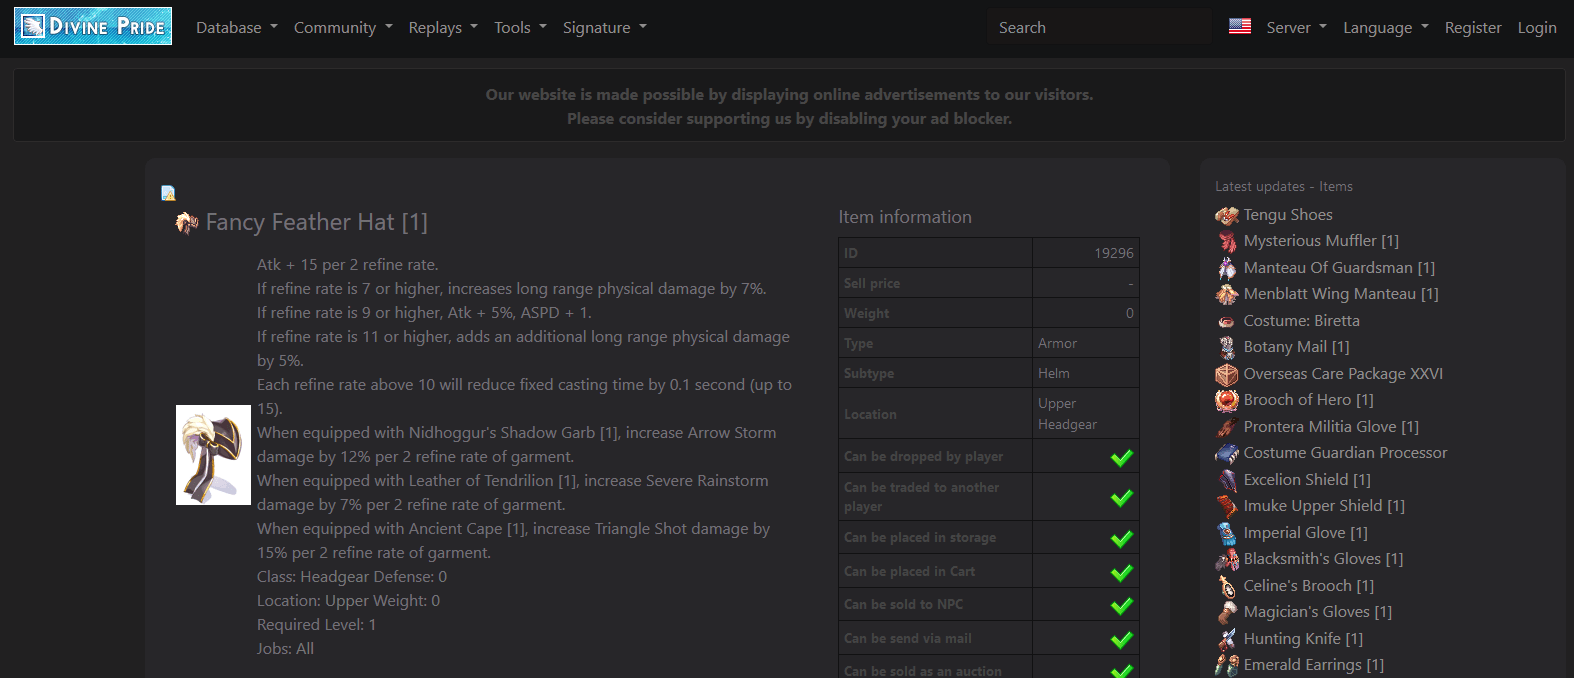 DIVINE PRIDE
Database
Community
Replays
Tools
Signature
Search
Server
Language
Register
Login
Our website is made possible by displaying online advertisements to our visitors.
Please consider supporting us by disabling your ad blocker.
Fancy Feather Hat [1]
Atk + 15 per 2 refine rate.
If refine rate is 7 or higher, increases long range physical damage by 7%.
If refine rate is 9 or higher, Atk + 5%, ASPD + 1.
If refine rate is 11 or higher, adds an additional long range physical damage
by 5%.
Each refine rate above 10 will reduce fixed casting time by 0.1 second (up to
15).
When equipped with Nidhoggur's Shadow Garb [1], increase Arrow Storm
damage by 12% per 2 refine rate of garment.
When equipped with Leather of Tendrilion [1], increase Severe Rainstorm
damage by 7% per 2 refine rate of garment.
When equipped with Ancient Cape [1], increase Triangle Shot damage by
15% per 2 refine rate of garment.
Class: Headgear Defense: 0
Location: Upper Weight: 0
Required Level: 1
Jobs: All
Item information
ID 19296
Sell price -
Weight 0
Type Armor
Subtype Helm
Location Upper
Headgear
Can be dropped by player
Can be traded to another
player
Can be placed in storage
Can be placed in Cart
Can be sold to NPC
Can be send via mail
Can be sold as an auction
Latest updates - Items
Tengu Shoes
Mysterious Muffler [1]
Manteau Of Guardsman [1]
Menblatt Wing Manteau [1]
Costume: Biretta
Botany Mail [1]
Overseas Care Package XXVI
Brooch of Hero [1]
Prontera Militia Glove [1]
Costume Guardian Processor
Excelion Shield [1]
Imuke Upper Shield [1]
Imperial Glove [1]
Blacksmith's Gloves [1]
Celine's Brooch [1]
Magician's Gloves [1]
Hunting Knife [1]
Emerald Earrings [1]